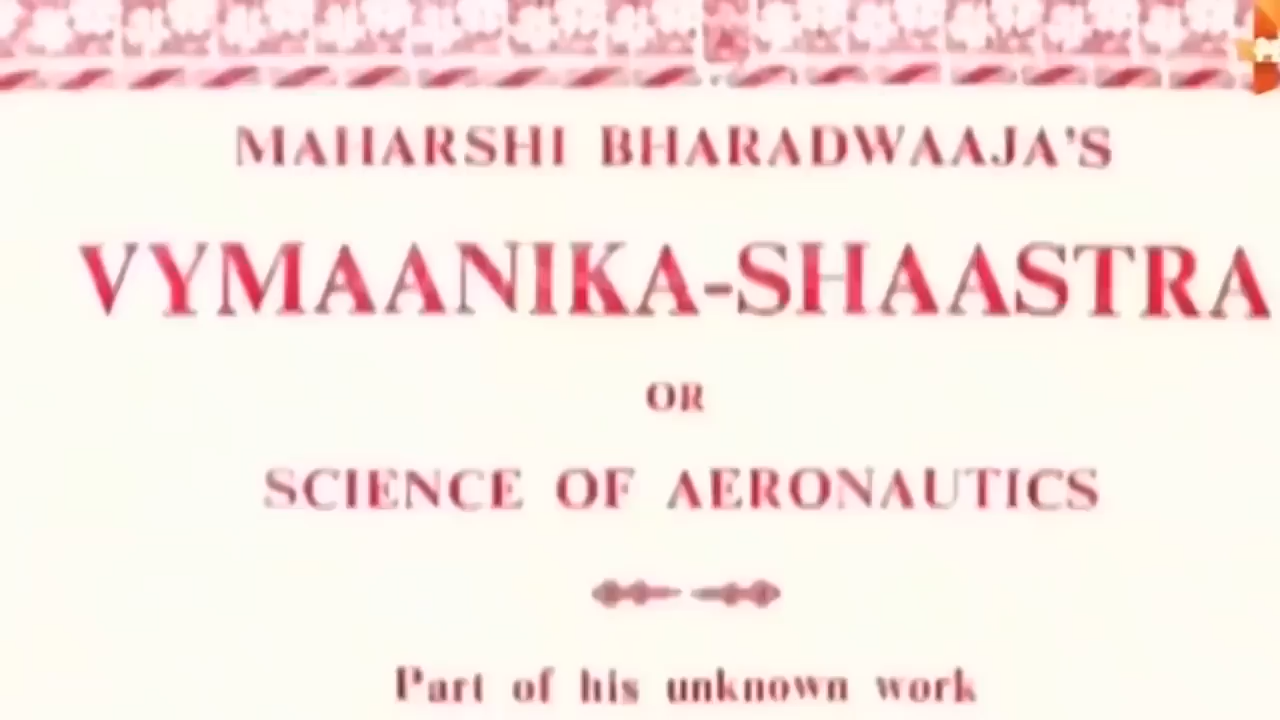 MAHARSHI BHARADWAAJA'S
VYMAANIKA-SHAASTRA
OR
SCIENCE OF AERONAUTICS
Part of his unknown work